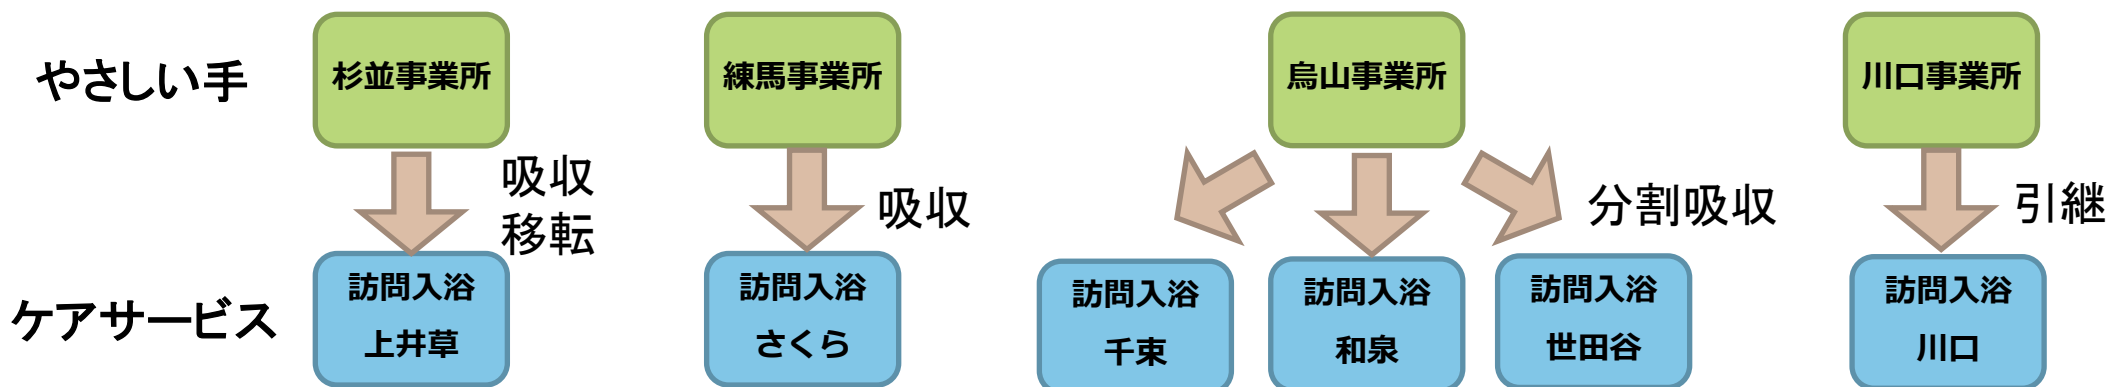 やさしい手
杉並事業所
練馬事業所
烏山事業所
川口事業所
吸収
移転
吸収
分割吸収
引継
ケアサービス
訪問入浴
上井草
訪問入浴
さくら
訪問入浴
千束
訪問入浴
和泉
訪問入浴
世田谷
訪問入浴
川口